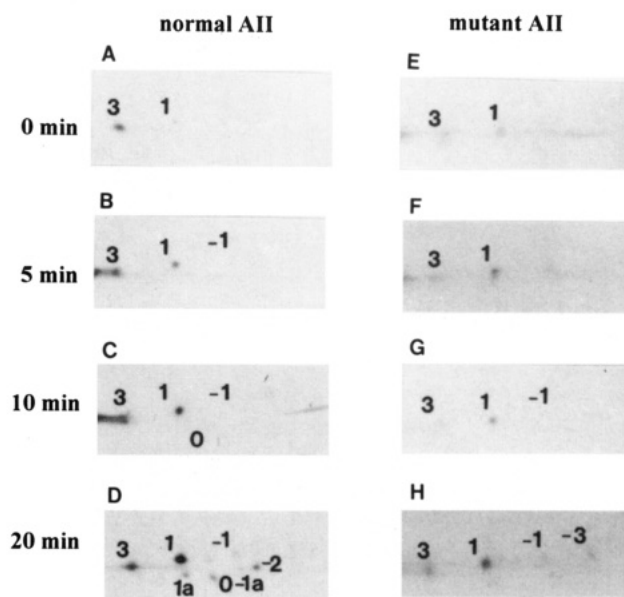 normal AII mutant AII
A E
3 1 3 1
0 min
B F
3 1 -1 3 1
5 min
C G
3 1 -1 3 1 -1
10 min
0
D H
20 min
3 1 -1 3 1 -1 -3
-2
1a 0 -1a